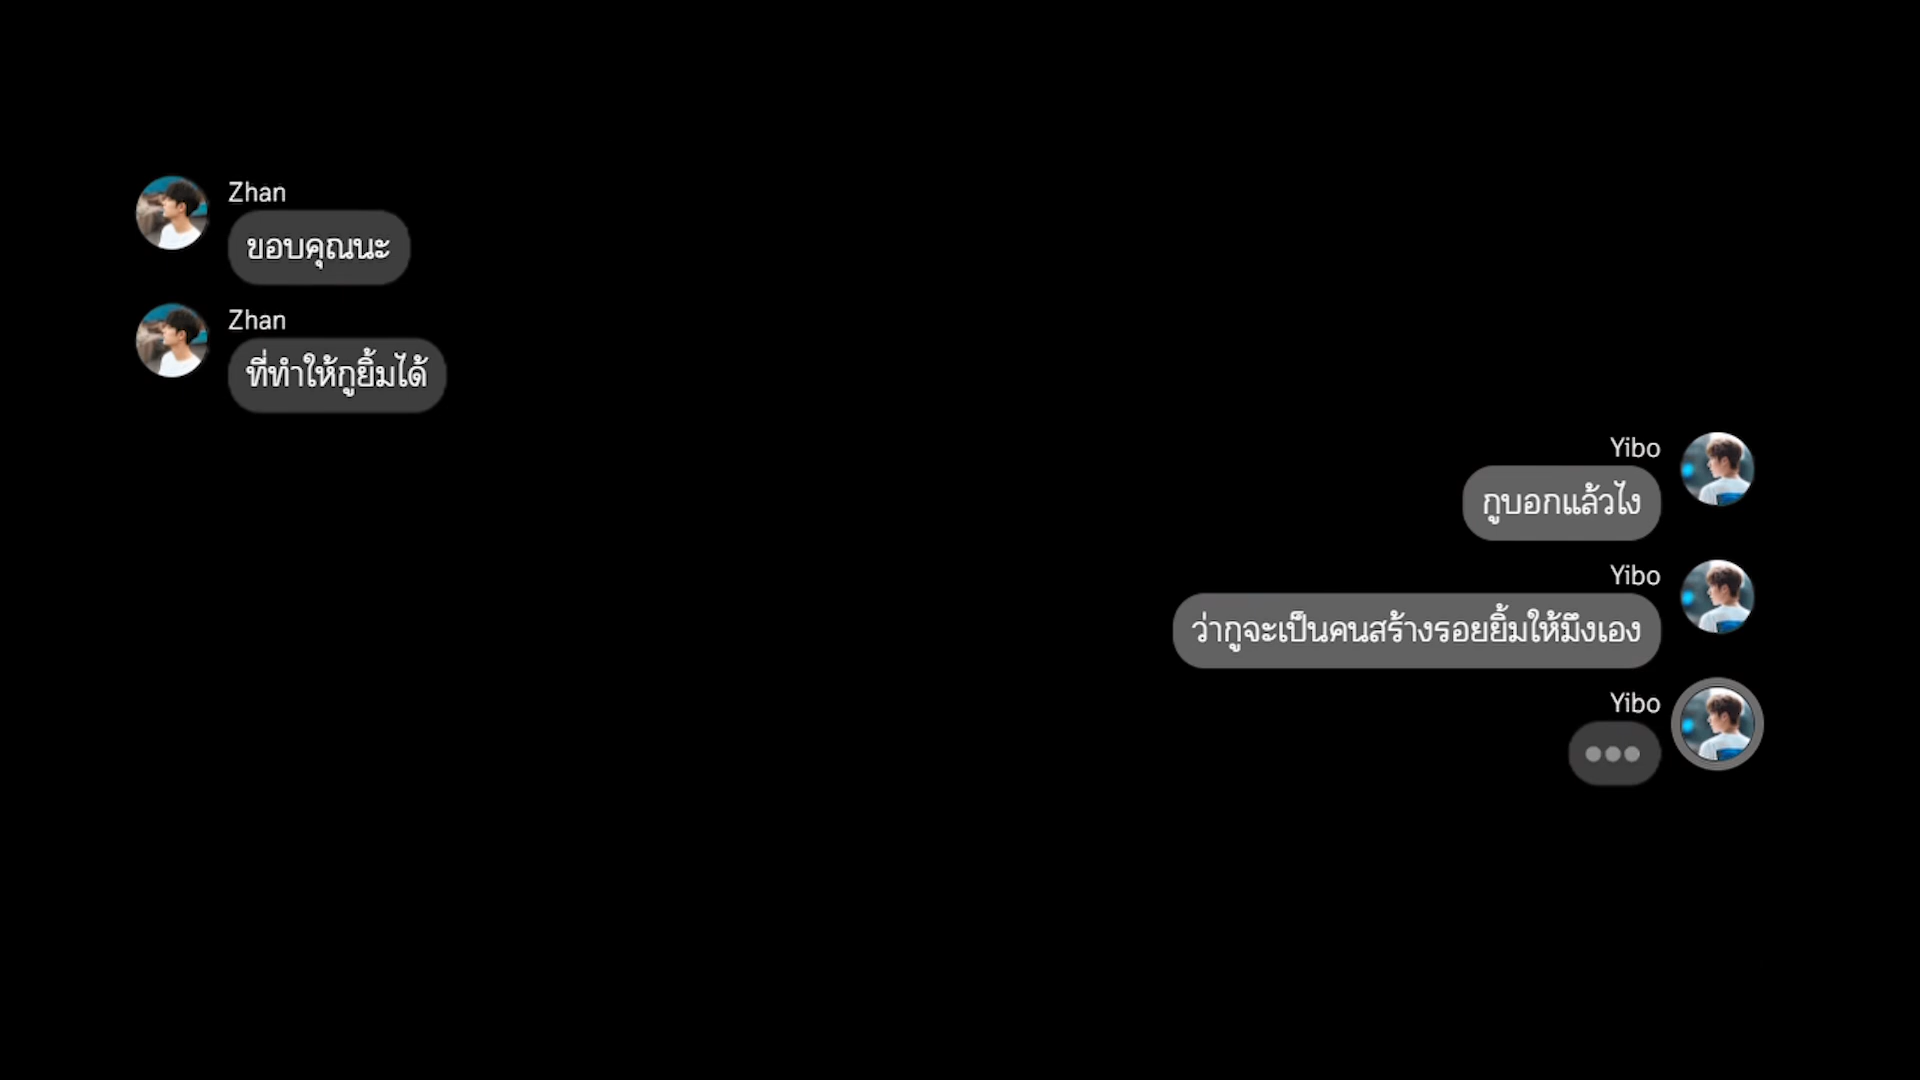 Zhan
ขอบคุณนะ
Zhan
ที่ทำให้กูยิ้มได้
Yibo
กูบอกแล้วไง
Yibo
ว่ากูจะเป็นคนสร้างรอยยิ้มให้มึงเอง
Yibo